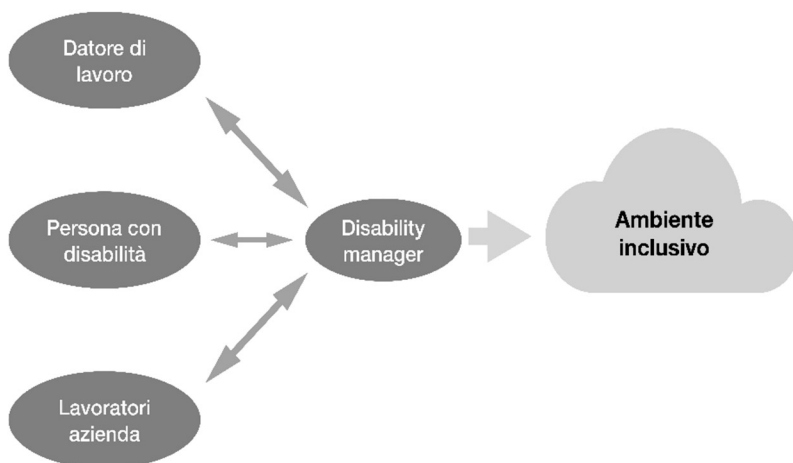 Datore di
lavoro
Persona con
disabilità
Lavoratori
azienda
Disability
manager
Ambiente
inclusivo